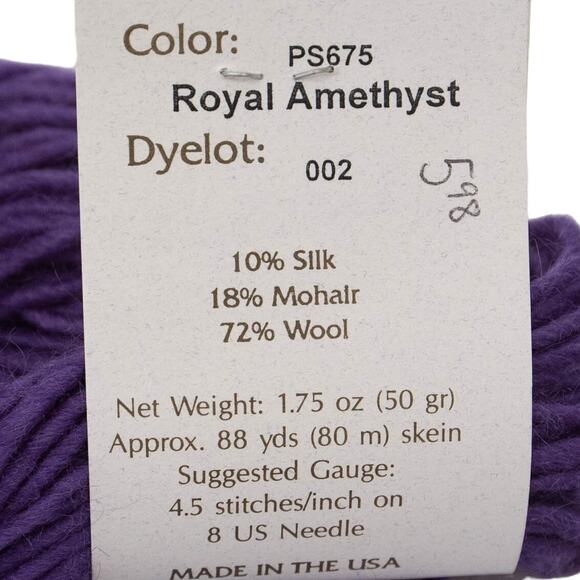 Color: PS675
Royal Amethyst
Dyelot: 002
598
10% Silk
18% Mohair
72% Wool
Net Weight: 1.75 oz (50 gr)
Approx. 88 yds (80 m) skein
Suggested Gauge:
4.5 stitches/inch on
8 US Needle
MADE IN THE USA